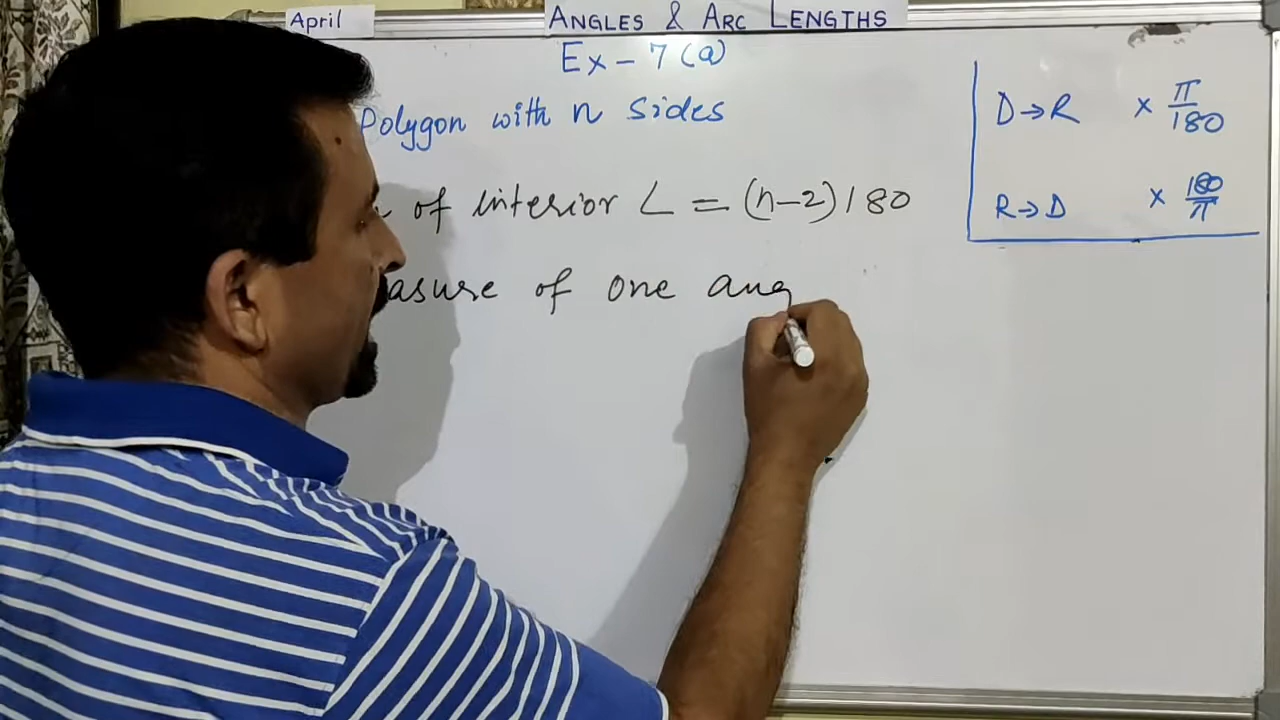 April
ANGLES & ARC LENGTHS
Ex - 7(a)
Polygon with n sides
of interior ∠ = (n-2)180
asure of one ang
D→R × π/180
R→D × 180/π